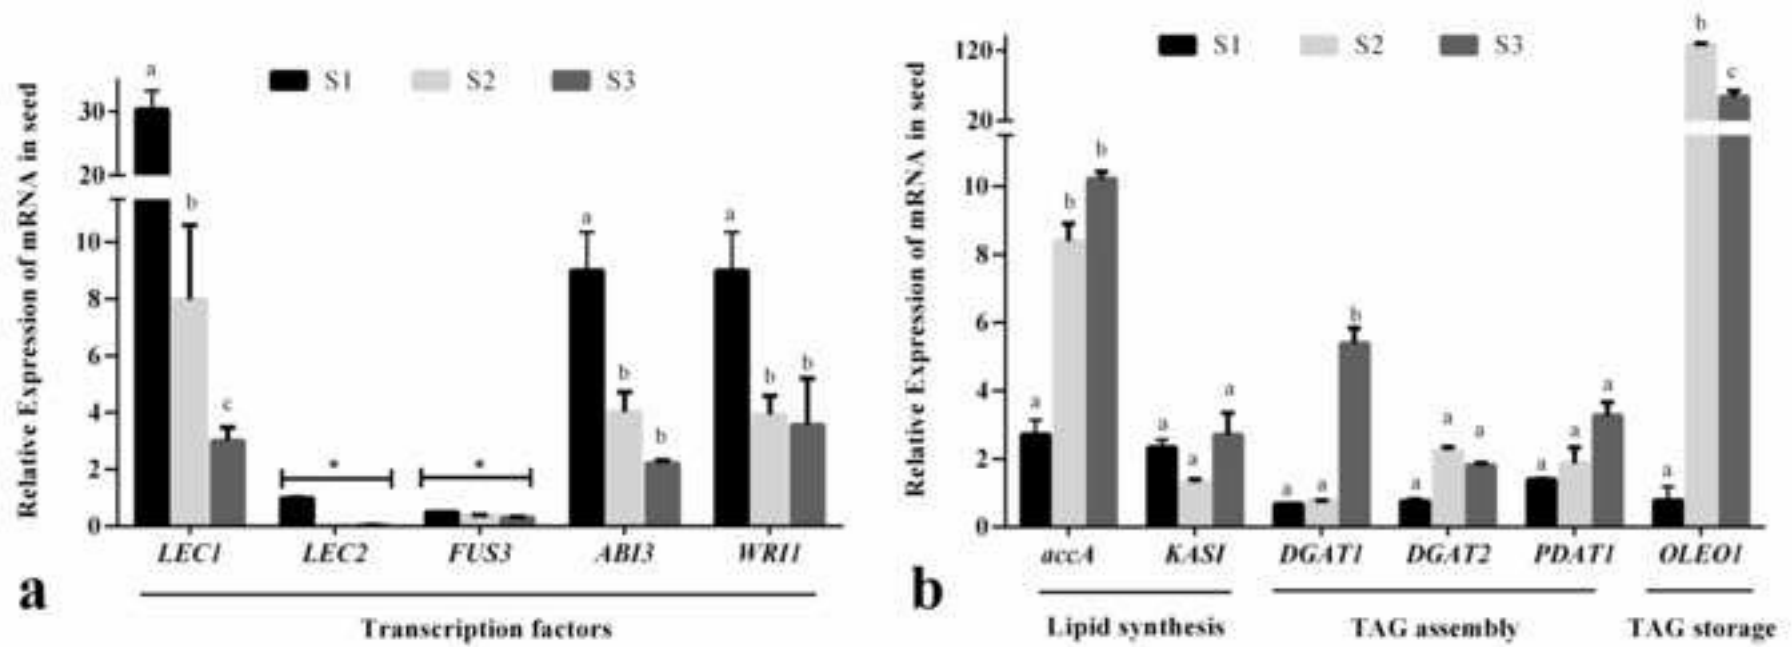 Relative Expression of mRNA in seed
S1 S2 S3
30
20
10
8
6
4
2
0
a b c
*
*
a b b
a b b
LEC1 LEC2 FUS3 ABI3 WRI1
Transcription factors
a
Relative Expression of mRNA in seed
S1 S2 S3
120
20
10
8
6
4
2
0
a b b
a a a
a a b
a a a
a a a
a b c
accA KASI DGAT1 DGAT2 PDAT1 OLEO1
Lipid synthesis TAG assembly TAG storage
b